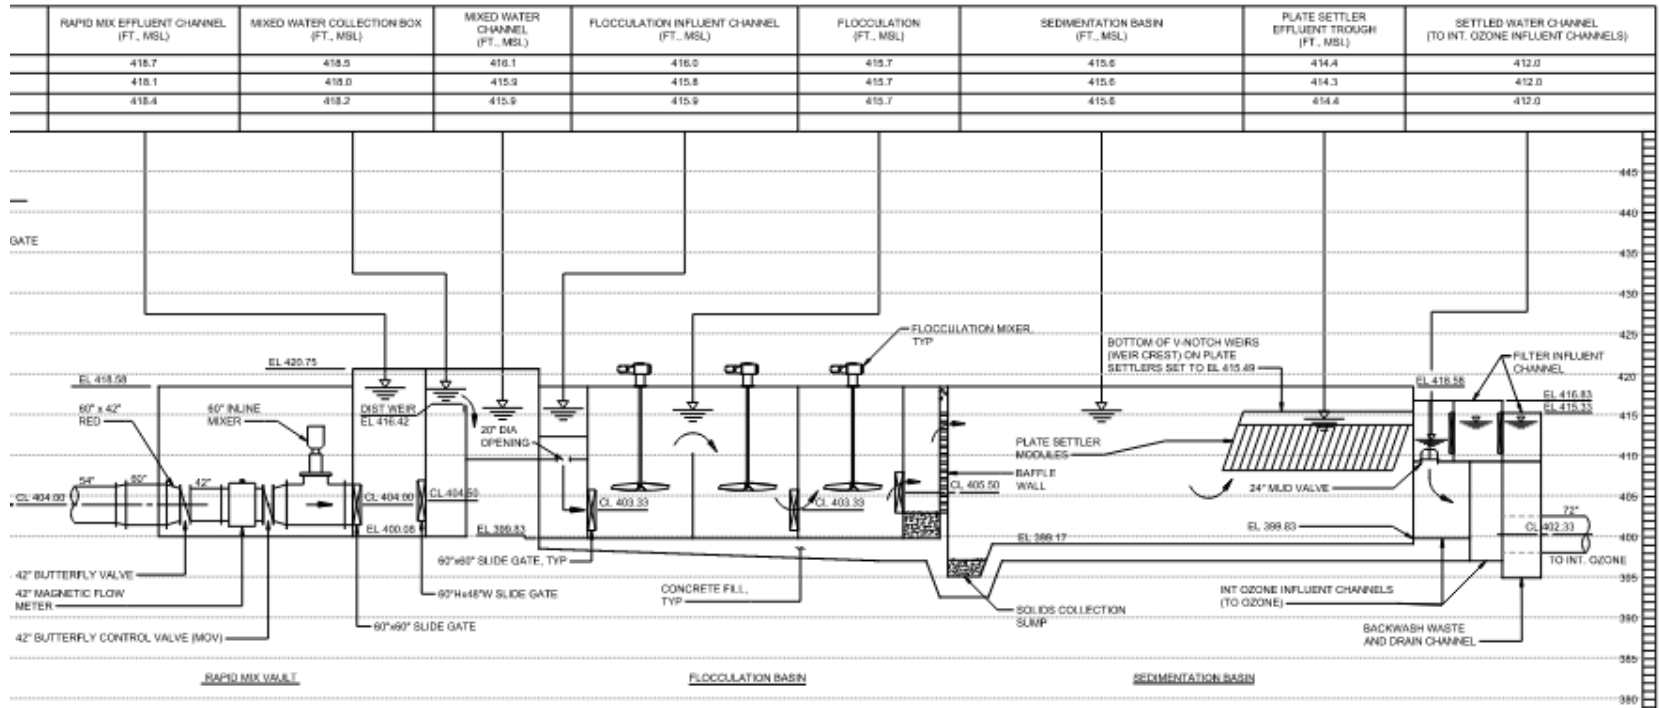 RAPID MIX EFFLUENT CHANNEL
(FT., MSL)
MIXED WATER COLLECTION BOX
(FT., MSL)
MIXED WATER
CHANNEL
(FT., MSL)
FLOCCULATION INFLUENT CHANNEL
(FT., MSL)
FLOCCULATION
(FT., MSL)
SEDIMENTATION BASIN
(FT., MSL)
PLATE SETTLER
EFFLUENT TROUGH
(FT., MSL)
SETTLED WATER CHANNEL
(TO INT. OZONE INFLUENT CHANNELS)
418.7 418.5 416.1 416.0 415.7 415.6 414.4 412.0
418.1 418.0 415.9 415.8 415.7 415.6 414.3 412.0
418.4 418.2 415.9 415.9 415.7 415.6 414.4 412.0
445
440
435
430
425
420
415
410
405
400
395
390
385
380
GATE
FLOCCULATION MIXER,
TYP
BOTTOM OF V-NOTCH WEIRS
(WEIR CREST) ON PLATE
SETTLERS SET TO EL 415.49
FILTER INFLUENT
CHANNEL
EL 420.75
EL 418.58
EL 418.58
EL 416.83
EL 415.33
60" x 42"
RED
60" INLINE
MIXER
DIST WEIR
EL 416.42
20" DIA
OPENING
PLATE SETTLER
MODULES
BAFFLE
WALL
24" MUD VALVE
54"
60"
42"
CL 404.00
CL 404.00
CL 404.50
CL 403.33
CL 403.33
CL 405.50
72"
CL 402.33
EL 400.08
EL 399.83
EL 399.17
EL 399.83
TO INT. OZONE
60"x60" SLIDE GATE, TYP
42" BUTTERFLY VALVE
42" MAGNETIC FLOW
METER
60"Hx48"W SLIDE GATE
CONCRETE FILL,
TYP
INT OZONE INFLUENT CHANNELS
(TO OZONE)
SOLIDS COLLECTION
SUMP
60"x60" SLIDE GATE
42" BUTTERFLY CONTROL VALVE (MOV)
BACKWASH WASTE
AND DRAIN CHANNEL
RAPID MIX VAULT
FLOCCULATION BASIN
SEDIMENTATION BASIN